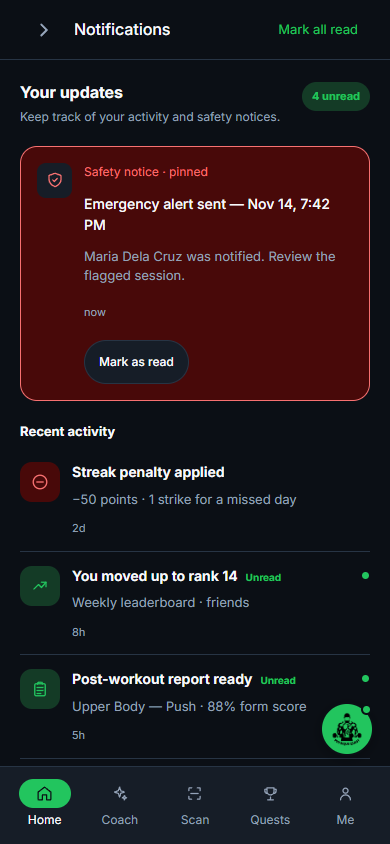 Notifications
Mark all read
Your updates
4 unread
Keep track of your activity and safety notices.
Safety notice · pinned
Emergency alert sent — Nov 14, 7:42
PM
Maria Dela Cruz was notified. Review the
flagged session.
now
Mark as read
Recent activity
Streak penalty applied
−50 points · 1 strike for a missed day
2d
You moved up to rank 14 Unread
Weekly leaderboard · friends
8h
Post-workout report ready Unread
Upper Body — Push · 88% form score
5h
Home
Coach
Scan
Quests
Me